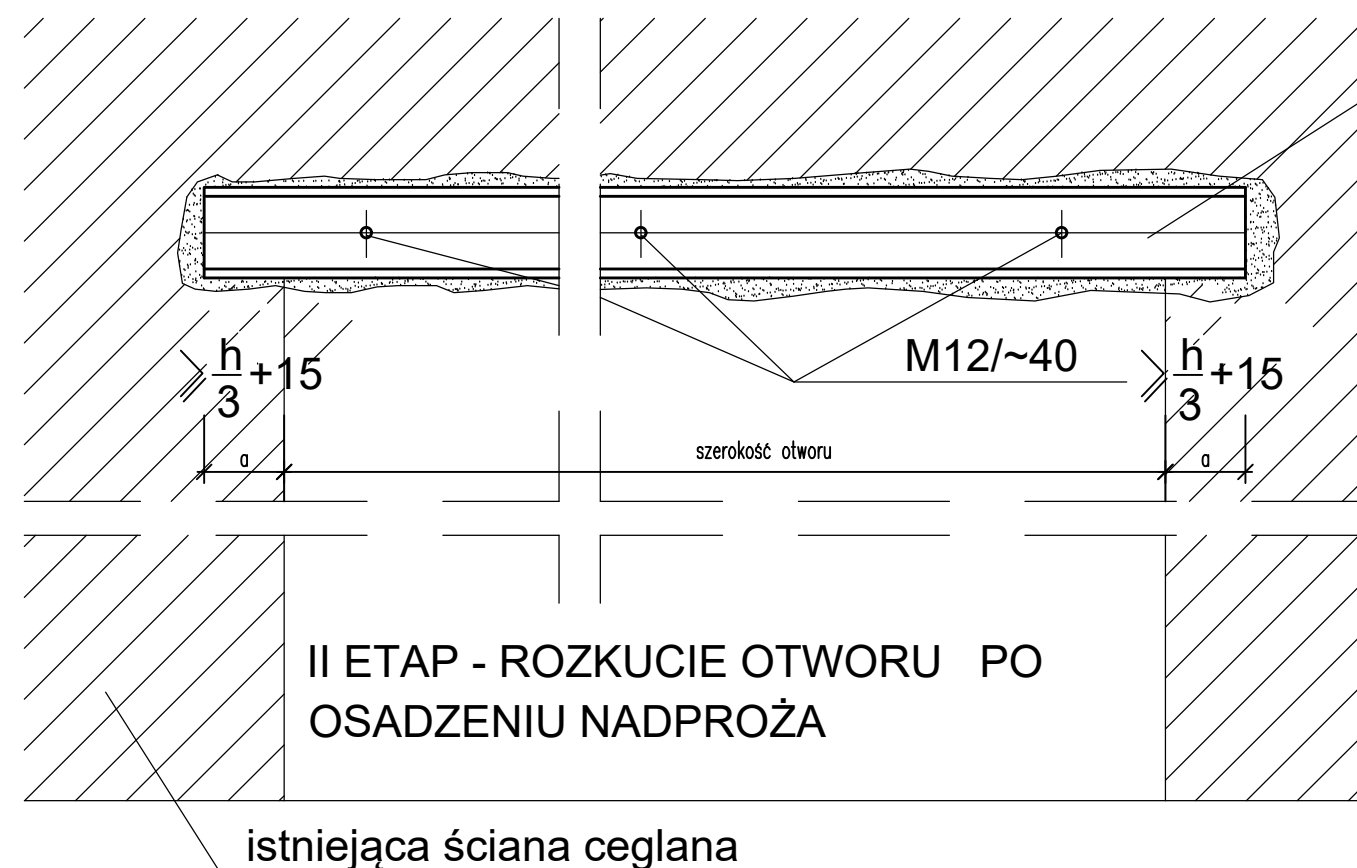 h/3 +15
M12/~40
h/3 +15
a
szerokość otworu
a
II ETAP - ROZKUCIE OTWORU PO
OSADZENIU NADPROŻA
istniejąca ściana ceglana